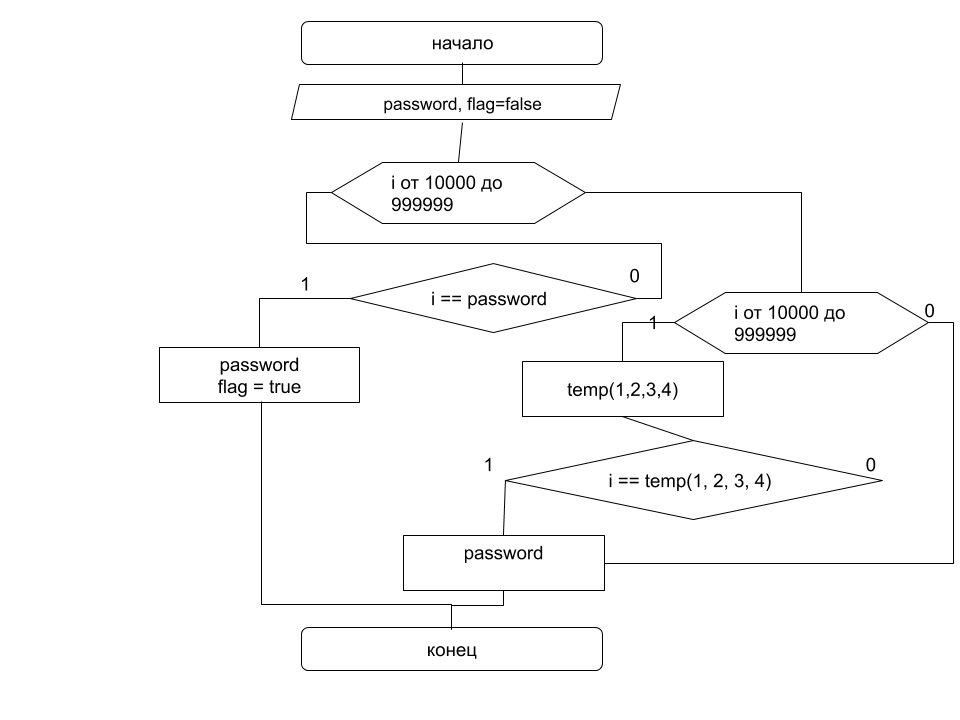 начало
password, flag=false
i от 10000 до
999999
1
0
i == password
i от 10000 до
999999
1
0
password
flag = true
temp(1,2,3,4)
1
0
i == temp(1, 2, 3, 4)
password
конец